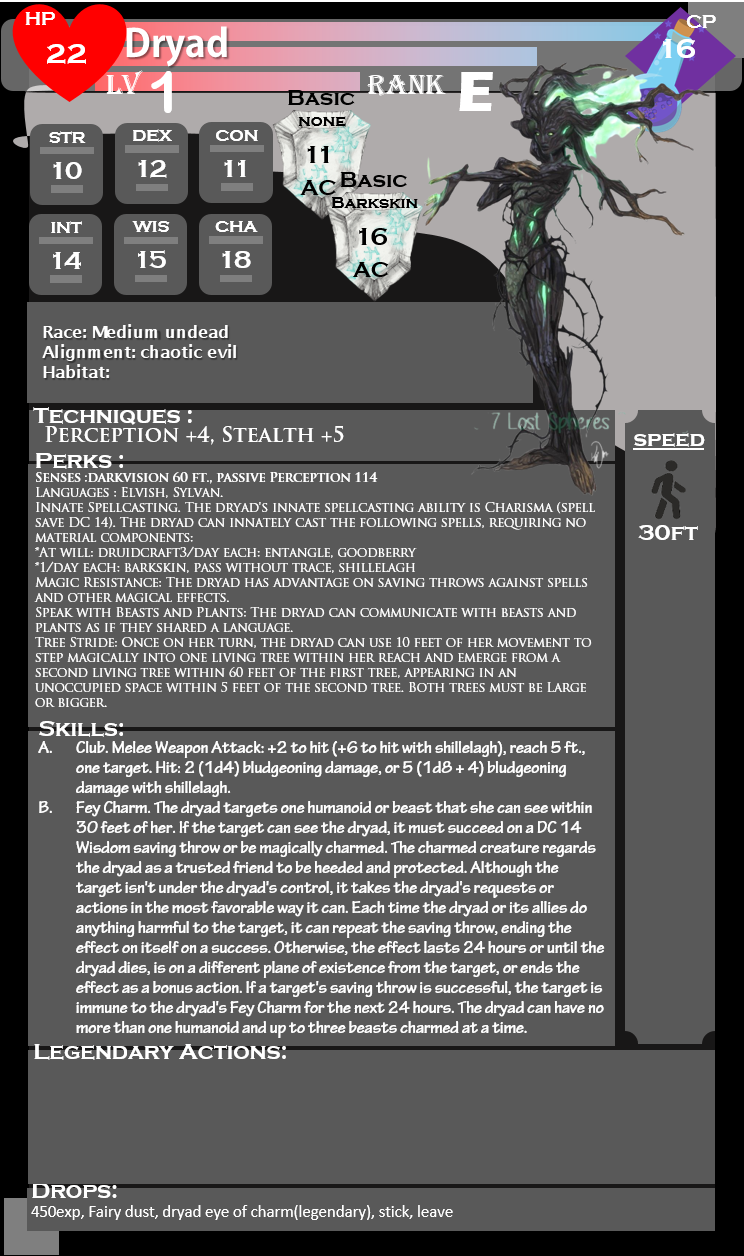 HP
22
Dryad
CP
16
LV 1
RANK E
STR
10
DEX
12
CON
11
INT
14
WIS
15
CHA
18
BASIC
NONE
11
AC
BASIC
BARKSKIN
16
AC
Race: Medium undead
Alignment: chaotic evil
Habitat:
7 Lost Spheres
TECHNIQUES :
PERCEPTION +4, STEALTH +5
PERKS :
SENSES :DARKVISION 60 FT., PASSIVE PERCEPTION 114
LANGUAGES : ELVISH, SYLVAN.
INNATE SPELLCASTING. THE DRYAD'S INNATE SPELLCASTING ABILITY IS CHARISMA (SPELL
SAVE DC 14). THE DRYAD CAN INNATELY CAST THE FOLLOWING SPELLS, REQUIRING NO
MATERIAL COMPONENTS:
*AT WILL: DRUIDCRAFT3/DAY EACH: ENTANGLE, GOODBERRY
*1/DAY EACH: BARKSKIN, PASS WITHOUT TRACE, SHILLELAGH
MAGIC RESISTANCE: THE DRYAD HAS ADVANTAGE ON SAVING THROWS AGAINST SPELLS
AND OTHER MAGICAL EFFECTS.
SPEAK WITH BEASTS AND PLANTS: THE DRYAD CAN COMMUNICATE WITH BEASTS AND
PLANTS AS IF THEY SHARED A LANGUAGE.
TREE STRIDE: ONCE ON HER TURN, THE DRYAD CAN USE 10 FEET OF HER MOVEMENT TO
STEP MAGICALLY INTO ONE LIVING TREE WITHIN HER REACH AND EMERGE FROM A
SECOND LIVING TREE WITHIN 60 FEET OF THE FIRST TREE, APPEARING IN AN
UNOCCUPIED SPACE WITHIN 5 FEET OF THE SECOND TREE. BOTH TREES MUST BE LARGE
OR BIGGER.
SPEED
30FT
SKILLS:
A. Club. Melee Weapon Attack: +2 to hit (+6 to hit with shillelagh), reach 5 ft.,
one target. Hit: 2 (1d4) bludgeoning damage, or 5 (1d8 + 4) bludgeoning
damage with shillelagh.
B. Fey Charm. The dryad targets one humanoid or beast that she can see within
30 feet of her. If the target can see the dryad, it must succeed on a DC 14
Wisdom saving throw or be magically charmed. The charmed creature regards
the dryad as a trusted friend to be heeded and protected. Although the
target isn't under the dryad's control, it takes the dryad's requests or
actions in the most favorable way it can. Each time the dryad or its allies do
anything harmful to the target, it can repeat the saving throw, ending the
effect on itself on a success. Otherwise, the effect lasts 24 hours or until the
dryad dies, is on a different plane of existence from the target, or ends the
effect as a bonus action. If a target's saving throw is successful, the target is
immune to the dryad's Fey Charm for the next 24 hours. The dryad can have no
more than one humanoid and up to three beasts charmed at a time.
LEGENDARY ACTIONS:
DROPS:
450exp, Fairy dust, dryad eye of charm(legendary), stick, leave